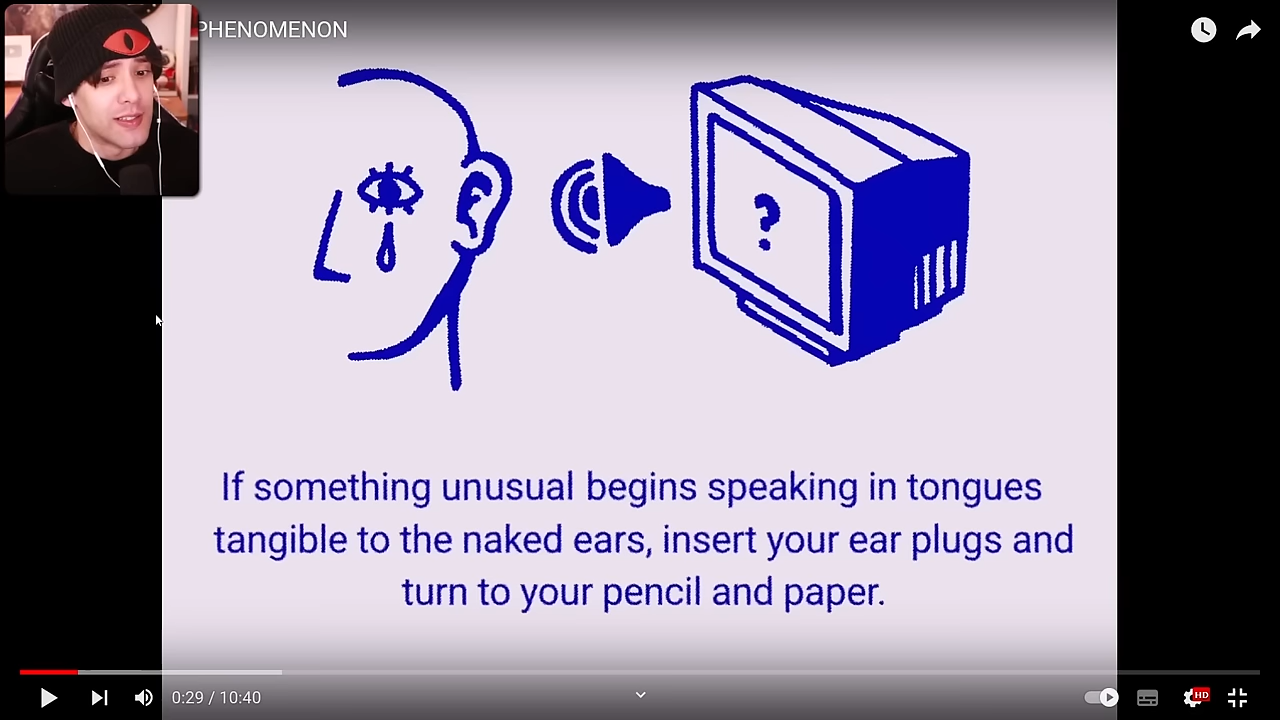 PHENOMENON
?
If something unusual begins speaking in tongues
tangible to the naked ears, insert your ear plugs and
turn to your pencil and paper.
0:29 / 10:40
HD